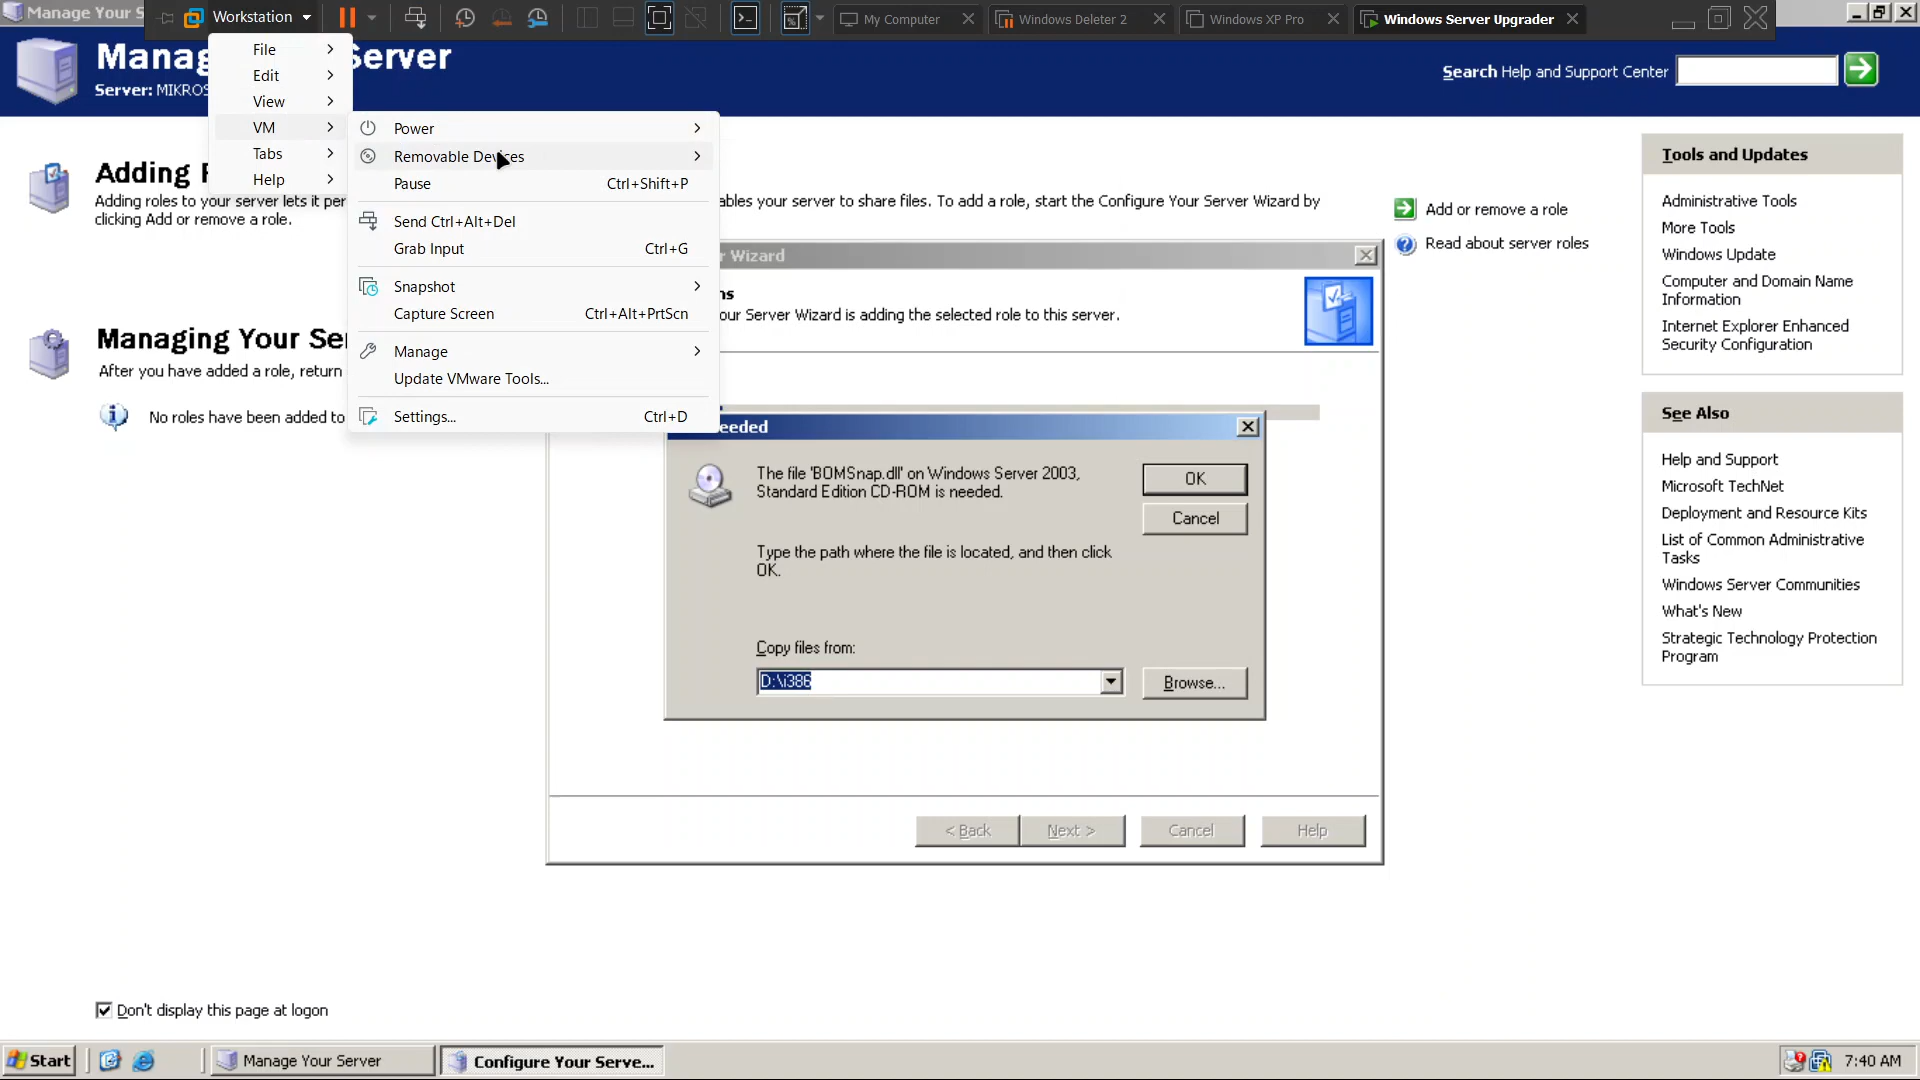 Manage Your S
Workstation
My Computer
Windows Deleter 2
Windows XP Pro
Windows Server Upgrader
Manag
Server
Server: MIKROS
Search Help and Support Center
File
Edit
View
VM
Tabs
Help
Power
Removable Devices
Pause Ctrl+Shift+P
Send Ctrl+Alt+Del
Grab Input Ctrl+G
Snapshot
Capture Screen Ctrl+Alt+PrtScn
Manage
Update VMware Tools...
Settings... Ctrl+D
Adding
Adding roles to your server lets it per
ables your server to share files. To add a role, start the Configure Your Server Wizard by
clicking Add or remove a role.
Add or remove a role
Read about server roles
Managing Your Se
After you have added a role, return
No roles have been added to
Wizard
ns
our Server Wizard is adding the selected role to this server.
eeded
The file 'BOMSnap.dll' on Windows Server 2003,
Standard Edition CD-ROM is needed.
OK
Cancel
Type the path where the file is located, and then click
OK.
Copy files from:
D:\i386
Browse...
< Back
Next >
Cancel
Help
Tools and Updates
Administrative Tools
More Tools
Windows Update
Computer and Domain Name
Information
Internet Explorer Enhanced
Security Configuration
See Also
Help and Support
Microsoft TechNet
Deployment and Resource Kits
List of Common Administrative
Tasks
Windows Server Communities
What's New
Strategic Technology Protection
Program
Don't display this page at logon
Start
Manage Your Server
Configure Your Serve...
7:40 AM